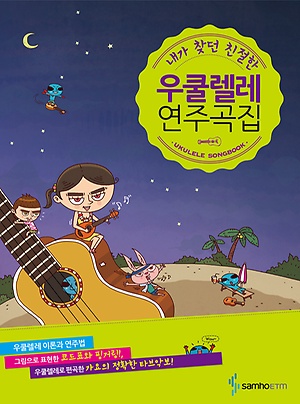 내가 찾던 친절한
우쿨렐레
연주곡집
· UKULELE SONGBOOK ·
우쿨렐레 이론과 연주법
그림으로 표현한 코드표와 핑거링!,
우쿨렐레로 편곡한 가요의 정확한 타브악보!
samhoETM